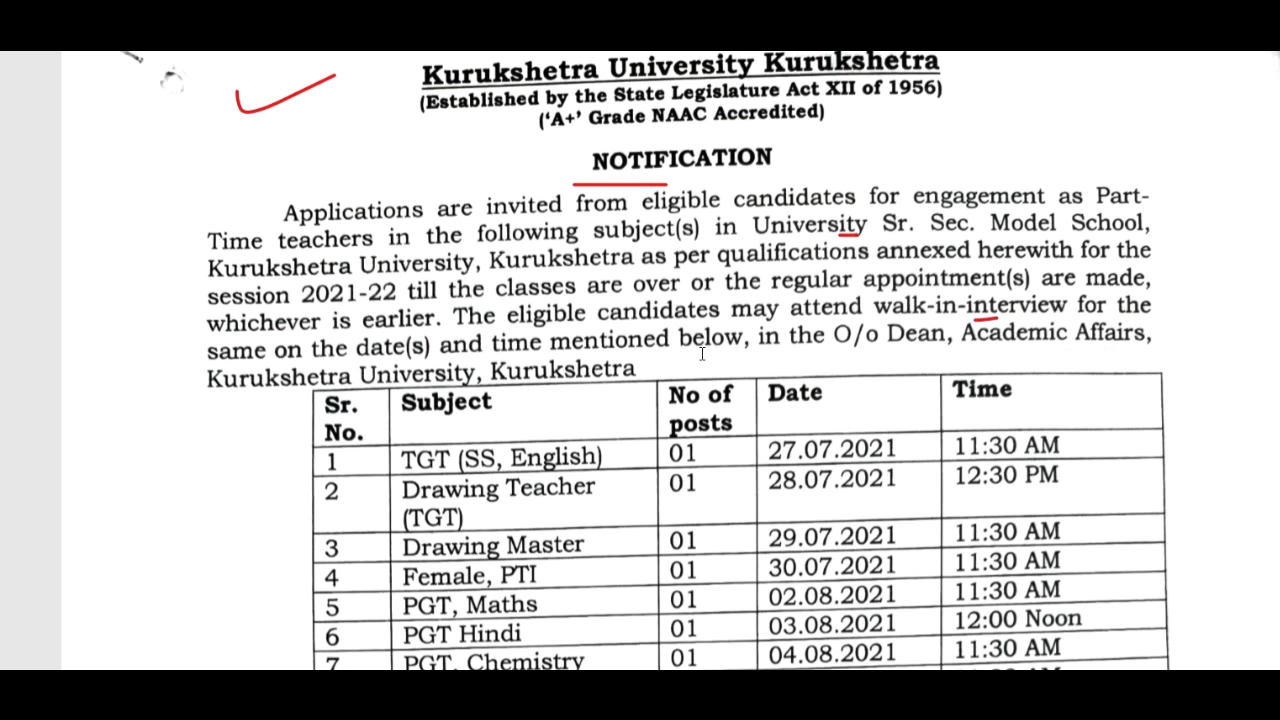 Kurukshetra University Kurukshetra
(Established by the State Legislature Act XII of 1956)
('A+' Grade NAAC Accredited)
NOTIFICATION
Applications are invited from eligible candidates for engagement as Part-
Time teachers in the following subject(s) in University Sr. Sec. Model School,
Kurukshetra University, Kurukshetra as per qualifications annexed herewith for the
session 2021-22 till the classes are over or the regular appointment(s) are made,
whichever is earlier. The eligible candidates may attend walk-in-interview for the
same on the date(s) and time mentioned below, in the O/o Dean, Academic Affairs,
Kurukshetra University, Kurukshetra
Sr. No. Subject No of posts Date Time
1 TGT (SS, English) 01 27.07.2021 11:30 AM
2 Drawing Teacher (TGT) 01 28.07.2021 12:30 PM
3 Drawing Master 01 29.07.2021 11:30 AM
4 Female, PTI 01 30.07.2021 11:30 AM
5 PGT, Maths 01 02.08.2021 11:30 AM
6 PGT Hindi 01 03.08.2021 12:00 Noon
7 PGT, Chemistry 01 04.08.2021 11:30 AM